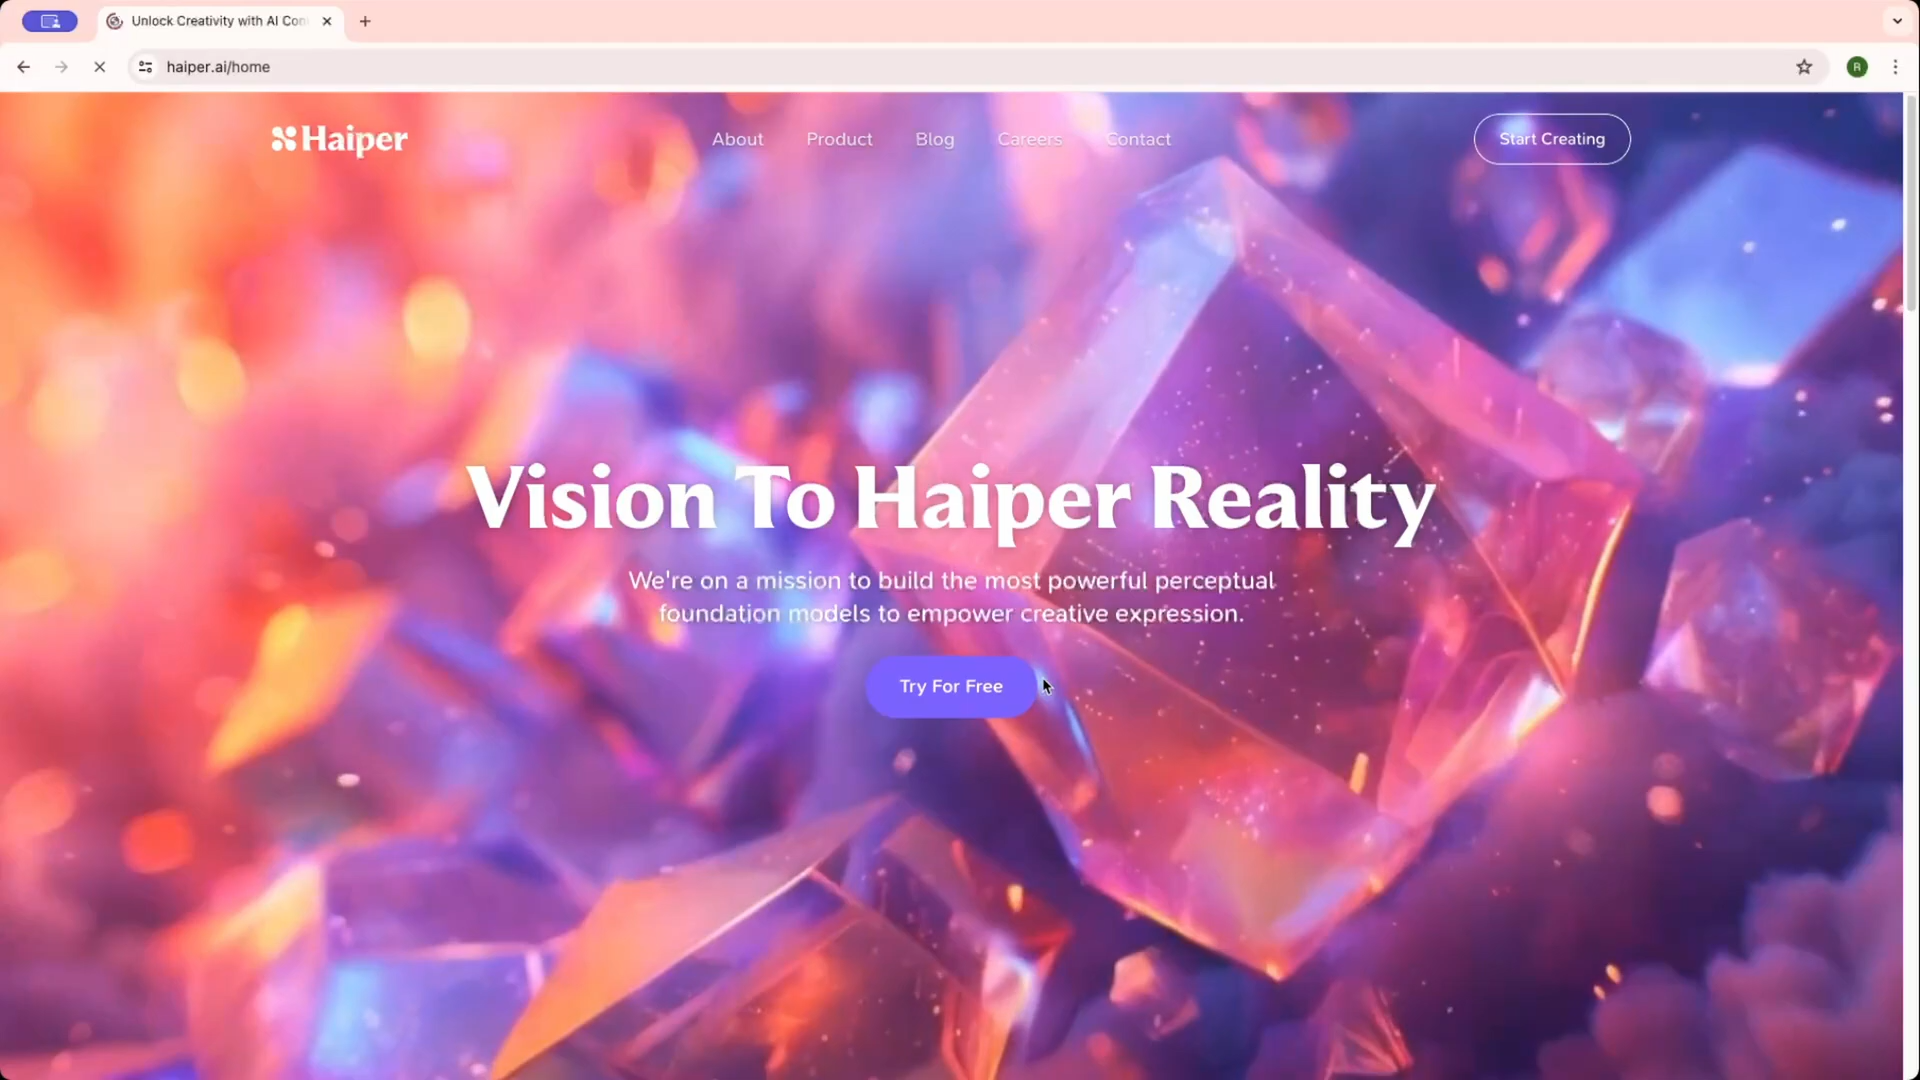 Unlock Creativity with AI Con
haiper.ai/home
R
Haiper
About
Product
Blog
Careers
Contact
Start Creating
Vision To Haiper Reality
We're on a mission to build the most powerful perceptual
foundation models to empower creative expression.
Try For Free